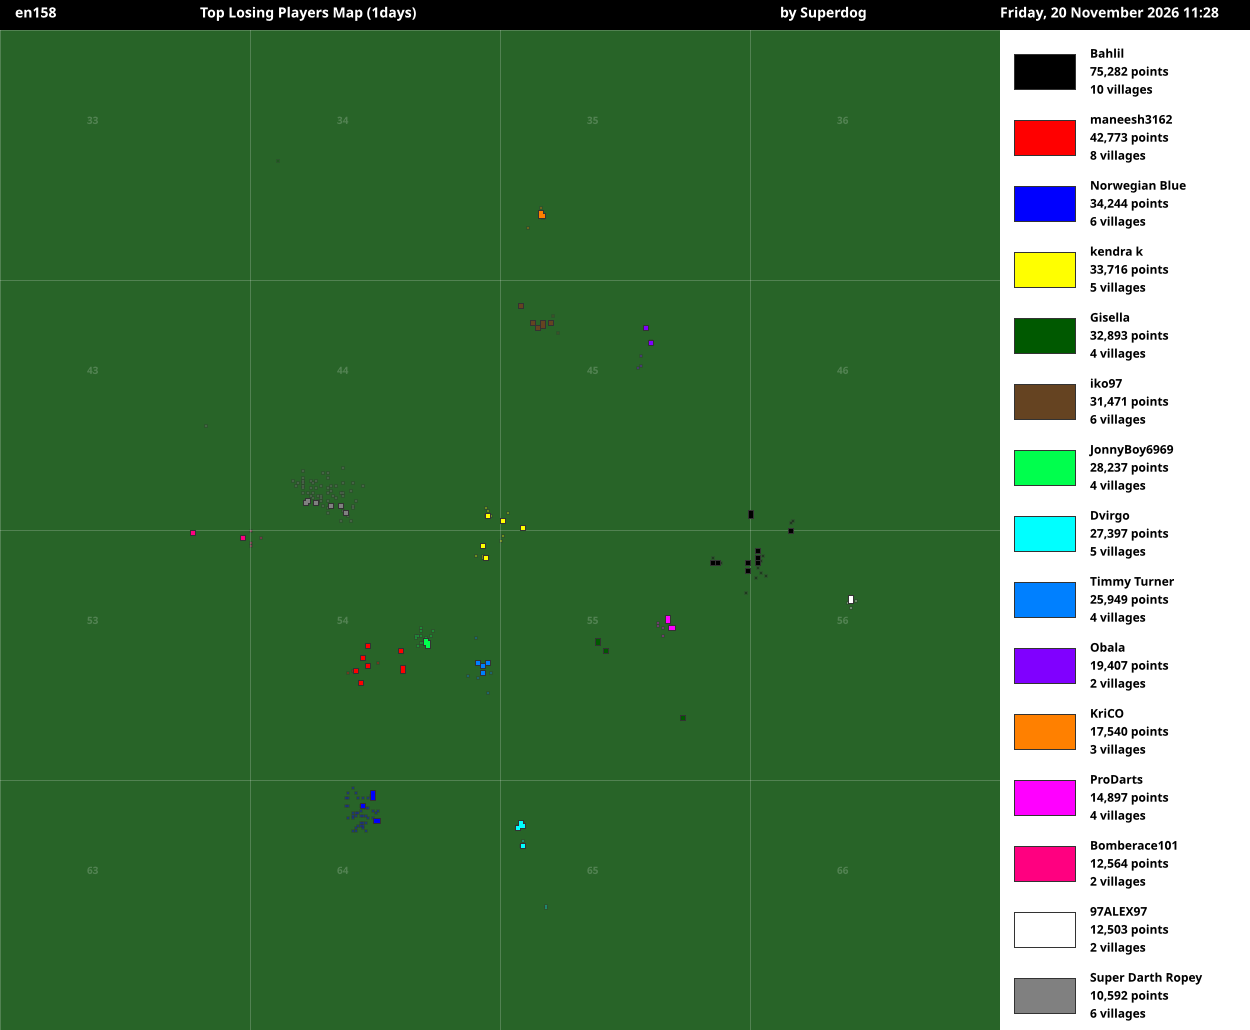 en158 Top Losing Players Map (1days) by Superdog Friday, 20 November 2026 11:28
33 34 35 36
43 44 45 46
53 54 55 56
63 64 65 66
Bahlil
75,282 points
10 villages
maneesh3162
42,773 points
8 villages
Norwegian Blue
34,244 points
6 villages
kendra k
33,716 points
5 villages
Gisella
32,893 points
4 villages
iko97
31,471 points
6 villages
JonnyBoy6969
28,237 points
4 villages
Dvirgo
27,397 points
5 villages
Timmy Turner
25,949 points
4 villages
Obala
19,407 points
2 villages
KriCO
17,540 points
3 villages
ProDarts
14,897 points
4 villages
Bomberace101
12,564 points
2 villages
97ALEX97
12,503 points
2 villages
Super Darth Ropey
10,592 points
6 villages